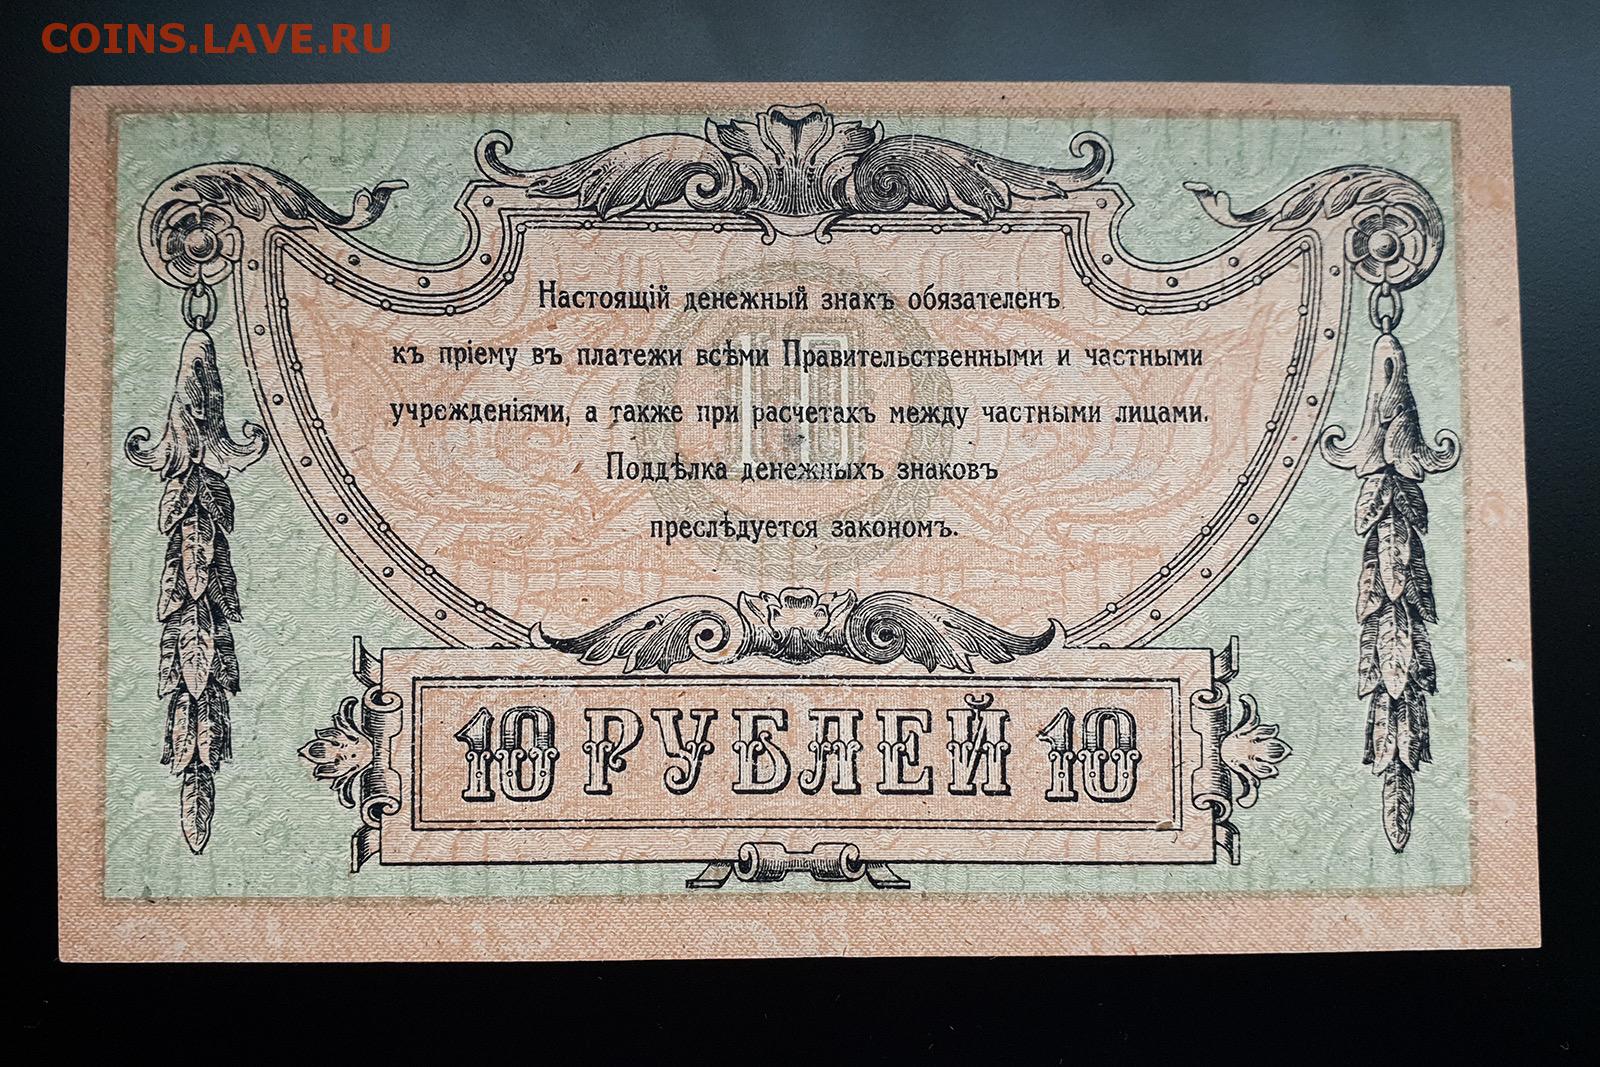 COINS.LAVE.RU
Настоящій денежный знакъ обязателенъ
къ пріему въ платежи всѣми Правительственными и частными
учрежденіями, а также при расчетахъ между частными лицами.
10
Поддѣлка денежныхъ знаковъ
преслѣдуется закономъ.
10 РУБЛЕЙ 10